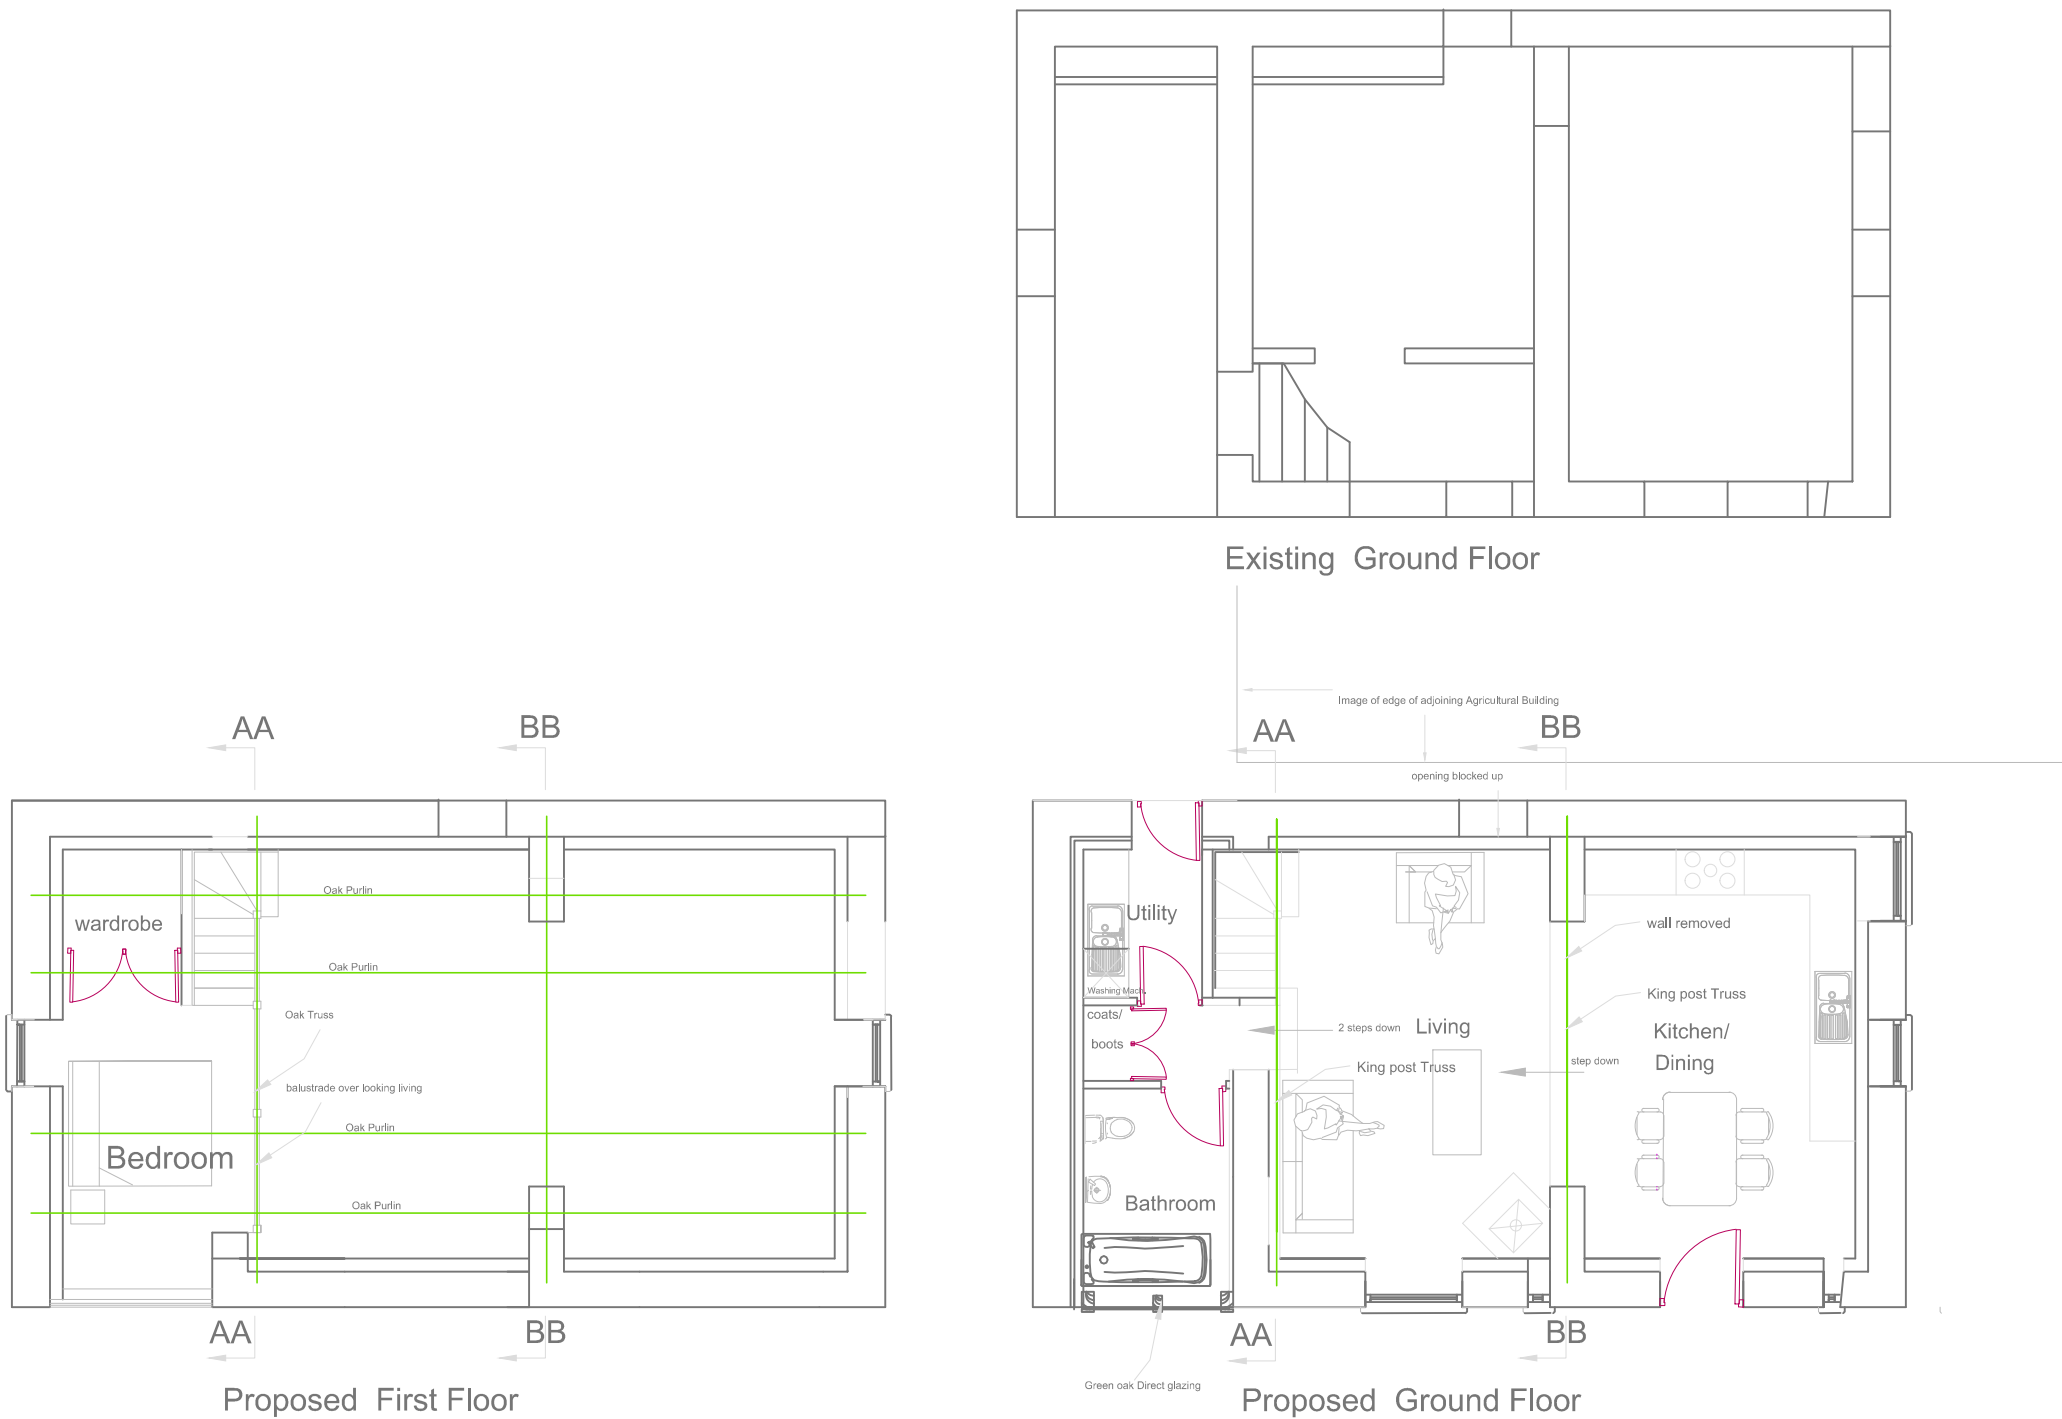 Existing Ground Floor
Image of edge of adjoining Agricultural Building
AA
BB
AA
BB
opening blocked up
Oak Purlin
wardrobe
Utility
wall removed
Oak Purlin
Washing Mach.
King post Truss
Oak Truss
coats/
boots
2 steps down
Living
Kitchen/
Dining
step down
King post Truss
balustrade over looking living
Oak Purlin
Bedroom
Oak Purlin
Bathroom
AA
BB
AA
BB
Green oak Direct glazing
Proposed First Floor
Proposed Ground Floor